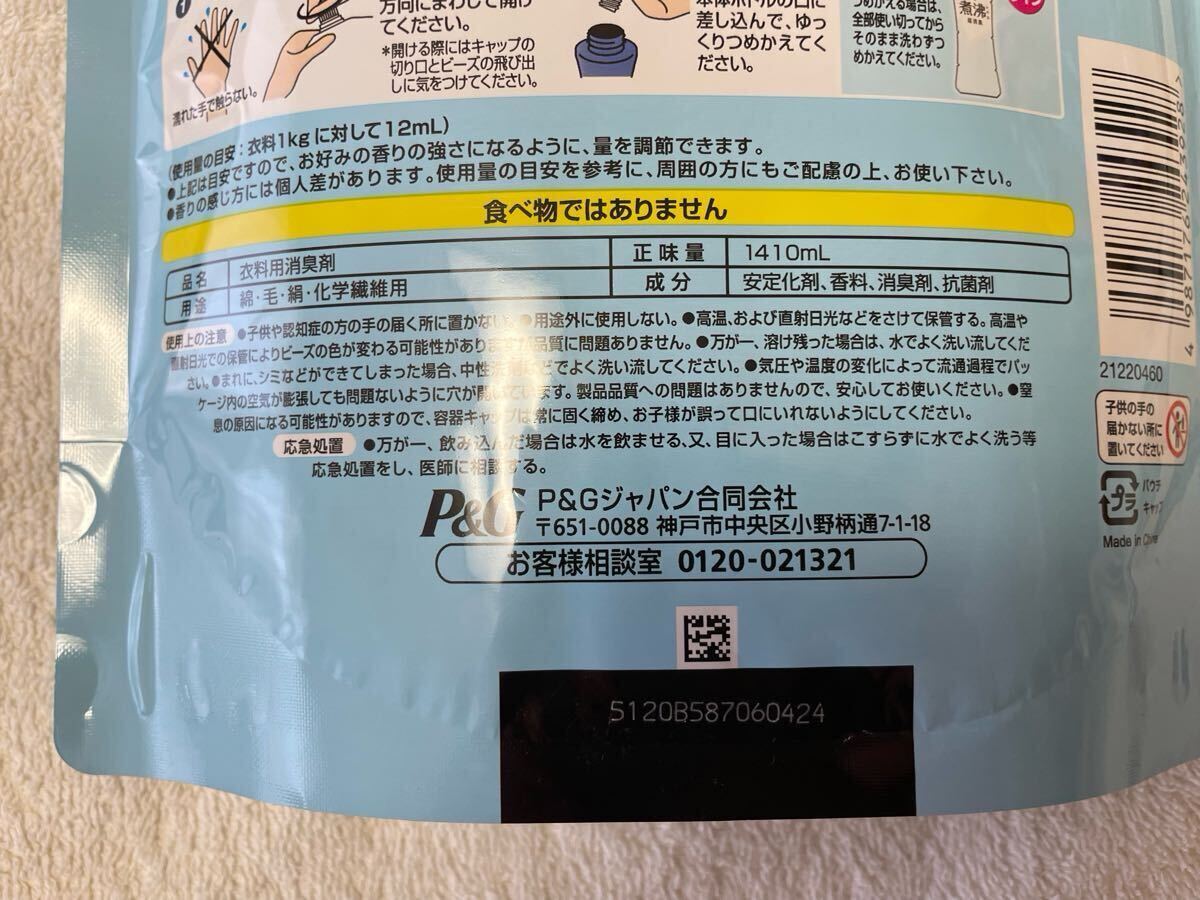 方向にまわして開け
てください。
*開ける際にはキャップの
切り口とビーズの飛び出
しに気をつけてください。
濡れた手で触らない。
本体ボトルの口に
差し込んで、ゆっ
くりつめかえてく
ださい。
つめかえる場合は、
全部使い切ってから
そのまま洗わずつ
めかえてください。
煮沸
(使用量の目安:衣料1kgに対して12mL)
●上記は目安ですので、お好みの香りの強さになるように、量を調節できます。
●香りの感じ方には個人差があります。使用量の目安を参考に、周囲の方にもご配慮の上、お使い下さい。
食べ物ではありません
品名 衣料用消臭剤 正味量 1410mL
用途 綿・毛・絹・化学繊維用 成分 安定化剤、香料、消臭剤、抗菌剤
使用上の注意 ●子供や認知症の方の手の届く所に置かない。●用途外に使用しない。●高温、および直射日光などをさけて保管する。高温や
直射日光での保管によりビーズの色が変わる可能性がありますが品質に問題ありません。●万が一、溶け残った場合は、水でよく洗い流してくだ
さい。●まれに、シミなどができてしまった場合、中性洗剤などでよく洗い流してください。●気圧や温度の変化によって流通過程でパッ
ケージ内の空気が膨張しても問題ないように穴が開いています。製品品質への問題はありませんので、安心してお使いください。●窒
息の原因になる可能性がありますので、容器キャップは常に固く締め、お子様が誤って口にいれないようにしてください。
応急処置 ●万が一、飲み込んだ場合は水を飲ませる、又、目に入った場合はこすらずに水でよく洗う等
応急処置をし、医師に相談する。
P&G P&Gジャパン合同会社
〒651-0088 神戸市中央区小野柄通7-1-18
お客様相談室 0120-021321
5120B587060424
21220460
子供の手の
届かない所に
置いてください
プラ
パウチ
キャップ
Made in China